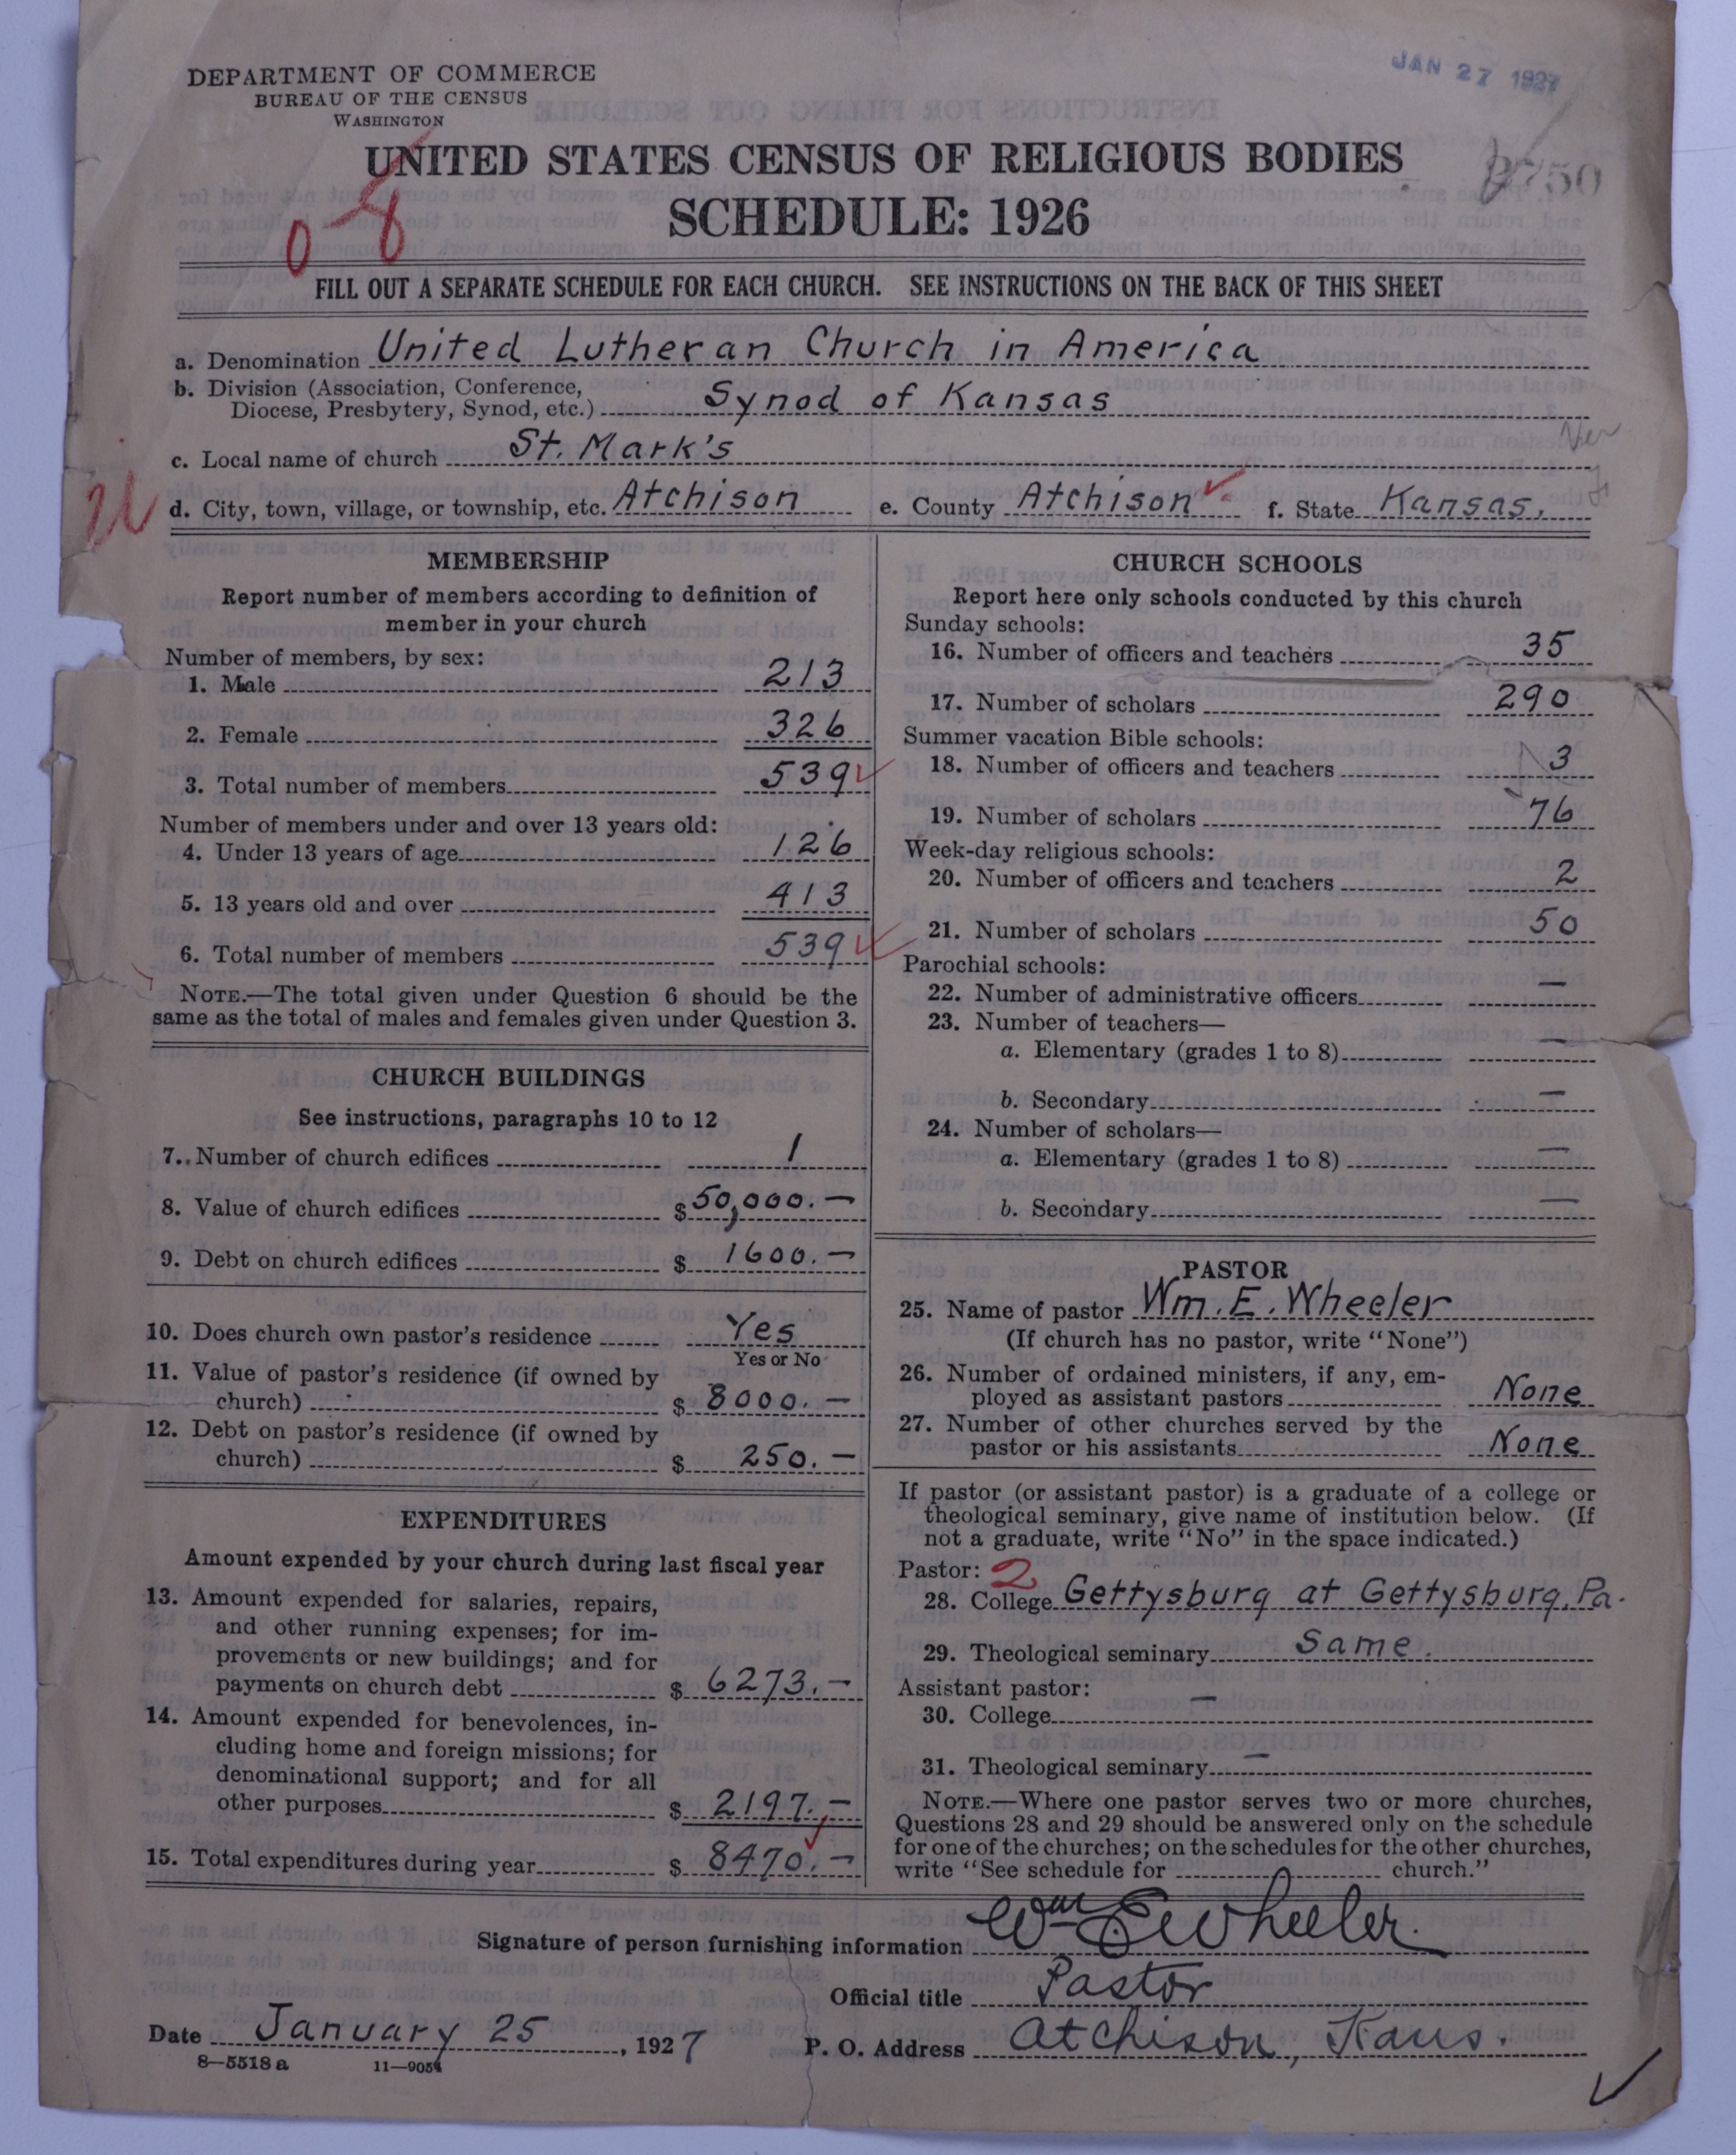 JAN 27 1927
DEPARTMENT OF COMMERCE
BUREAU OF THE CENSUS
WASHINGTON
UNITED STATES CENSUS OF RELIGIOUS BODIES
SCHEDULE: 1926
08
FILL OUT A SEPARATE SCHEDULE FOR EACH CHURCH. SEE INSTRUCTIONS ON THE BACK OF THIS SHEET
a. Denomination United Lutheran Church in America
b. Division (Association, Conference,
Diocese, Presbytery, Synod, etc.) Synod of Kansas
c. Local name of church St. Mark's
d. City, town, village, or township, etc. Atchison e. County Atchison f. State Kansas.
MEMBERSHIP
Report number of members according to definition of
member in your church
Number of members, by sex:
1. Male 213
2. Female 326
3. Total number of members 539
Number of members under and over 13 years old:
4. Under 13 years of age 126
5. 13 years old and over 413
6. Total number of members 539
NOTE.—The total given under Question 6 should be the
same as the total of males and females given under Question 3.
CHURCH BUILDINGS
See instructions, paragraphs 10 to 12
7. Number of church edifices 1
8. Value of church edifices $50,000.—
9. Debt on church edifices $ 1600.—
10. Does church own pastor's residence Yes
Yes or No
11. Value of pastor's residence (if owned by
church) $ 8000.—
12. Debt on pastor's residence (if owned by
church) $ 250.—
EXPENDITURES
Amount expended by your church during last fiscal year
13. Amount expended for salaries, repairs,
and other running expenses; for im-
provements or new buildings; and for
payments on church debt $ 6273.—
14. Amount expended for benevolences, in-
cluding home and foreign missions; for
denominational support; and for all
other purposes $ 2197.—
15. Total expenditures during year $ 8470.—
CHURCH SCHOOLS
Report here only schools conducted by this church
Sunday schools:
16. Number of officers and teachers 35
17. Number of scholars 290
Summer vacation Bible schools:
18. Number of officers and teachers 3
19. Number of scholars 76
Week-day religious schools:
20. Number of officers and teachers 2
21. Number of scholars 50
Parochial schools:
22. Number of administrative officers —
23. Number of teachers—
a. Elementary (grades 1 to 8) —
b. Secondary —
24. Number of scholars—
a. Elementary (grades 1 to 8) —
b. Secondary —
PASTOR
25. Name of pastor Wm. E. Wheeler
(If church has no pastor, write "None")
26. Number of ordained ministers, if any, em-
ployed as assistant pastors None
27. Number of other churches served by the
pastor or his assistants None
If pastor (or assistant pastor) is a graduate of a college or
theological seminary, give name of institution below. (If
not a graduate, write "No" in the space indicated.)
Pastor: 2
28. College Gettysburg at Gettysburg, Pa.
29. Theological seminary Same.
Assistant pastor:
30. College —
31. Theological seminary —
NOTE.—Where one pastor serves two or more churches,
Questions 28 and 29 should be answered only on the schedule
for one of the churches; on the schedules for the other churches,
write "See schedule for church."
Signature of person furnishing information Wm E Wheeler.
Official title Pastor
Date January 25, 1927 P. O. Address Atchison, Kans.
8—5518 a 11—9054